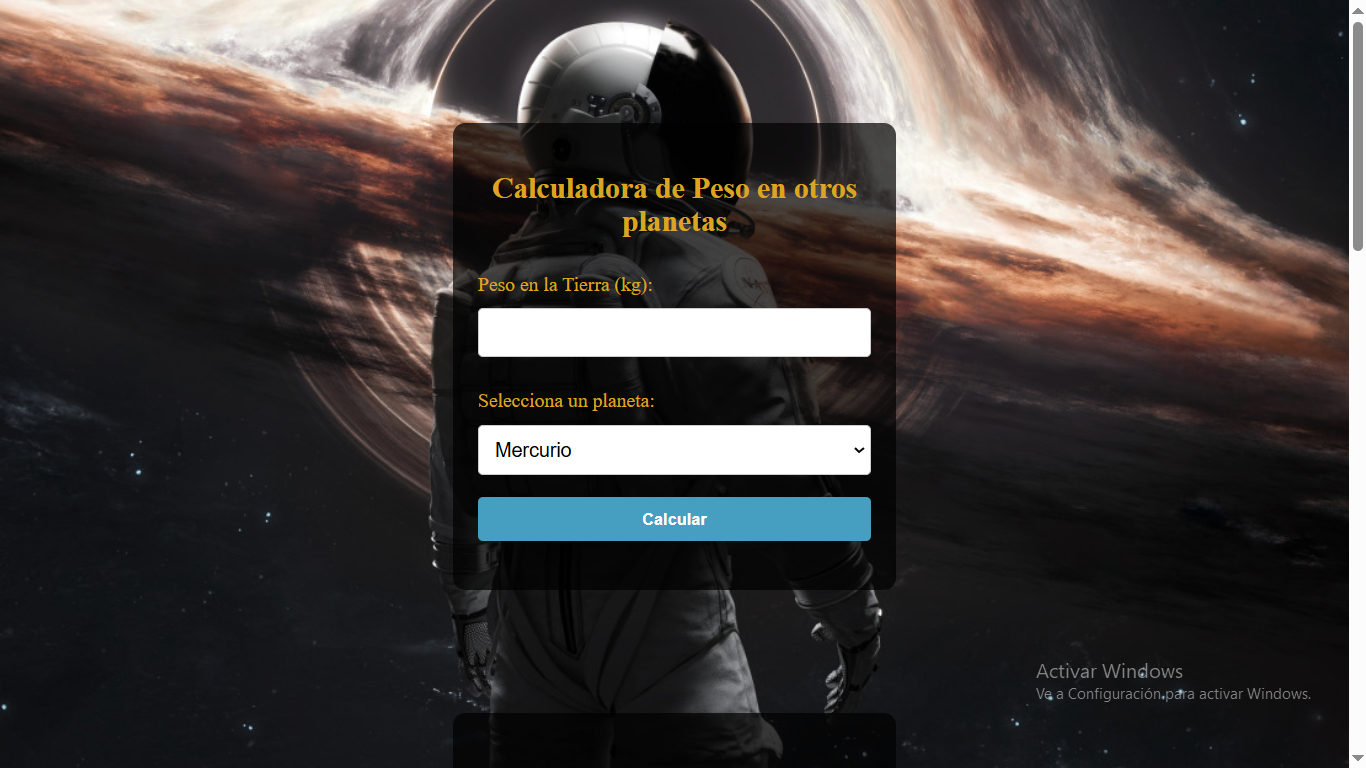 Calculadora de Peso en otros
planetas
Peso en la Tierra (kg):
Selecciona un planeta:
Mercurio
Calcular
Activar Windows
Ve a Configuración para activar Windows.